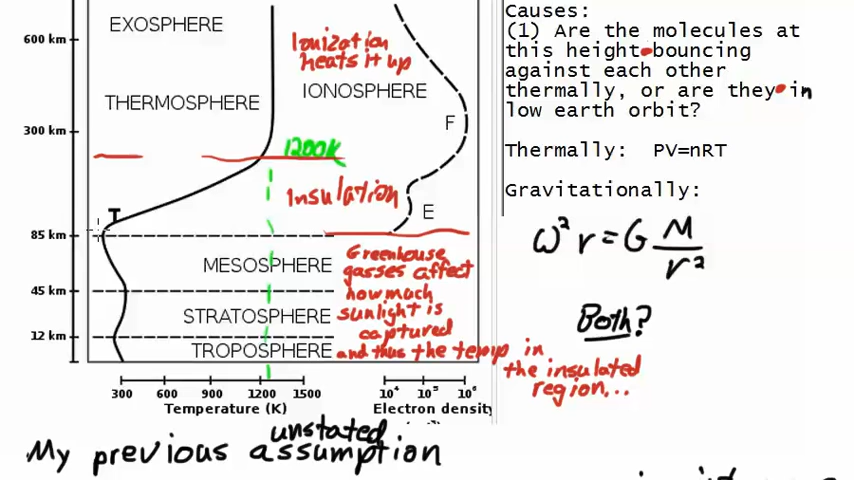 EXOSPHERE
600 km
Ionization
heats it up
IONOSPHERE
THERMOSPHERE
F
300 km
1200K
Insulation
T
E
85 km
MESOSPHERE
Greenhouse
gasses affect
45 km
how much
STRATOSPHERE
sunlight is
captured
12 km
TROPOSPHERE
and thus the temp in
the insulated
region...
300 600 900 1200 1500
Temperature (K)
10⁴ 10⁵ 10⁶
Electron density
Causes:
(1) Are the molecules at
this height bouncing
against each other
thermally, or are they in
low earth orbit?
Thermally: PV=nRT
Gravitationally:
ω² r = G M / r²
Both?
unstated
My previous assumption